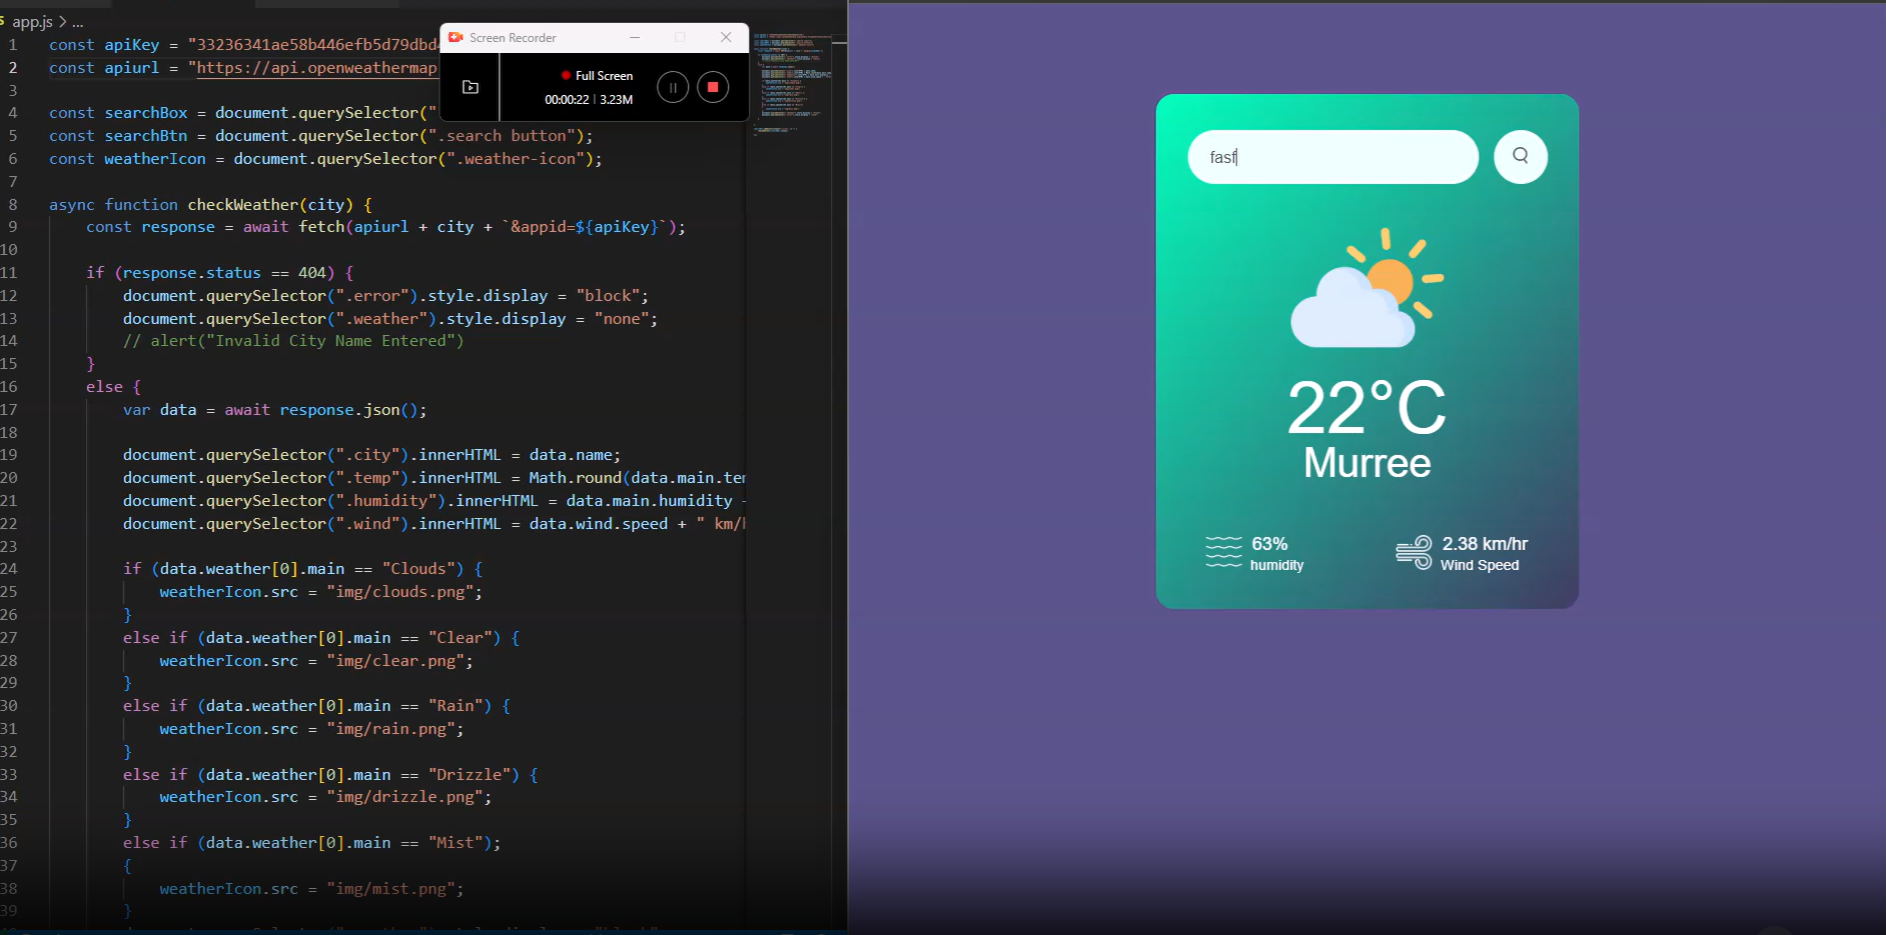 app.js > ...
1 const apiKey = "33236341ae58b446efb5d79dbd
2 const apiurl = "https://api.openweathermap
3
4 const searchBox = document.querySelector("
5 const searchBtn = document.querySelector(".search button");
6 const weatherIcon = document.querySelector(".weather-icon");
7
8 async function checkWeather(city) {
9 const response = await fetch(apiurl + city + `&appid=${apiKey}`);
10
11 if (response.status == 404) {
12 document.querySelector(".error").style.display = "block";
13 document.querySelector(".weather").style.display = "none";
14 // alert("Invalid City Name Entered")
15 }
16 else {
17 var data = await response.json();
18
19 document.querySelector(".city").innerHTML = data.name;
20 document.querySelector(".temp").innerHTML = Math.round(data.main.tem
21 document.querySelector(".humidity").innerHTML = data.main.humidity
22 document.querySelector(".wind").innerHTML = data.wind.speed + " km/h
23
24 if (data.weather[0].main == "Clouds") {
25 weatherIcon.src = "img/clouds.png";
26 }
27 else if (data.weather[0].main == "Clear") {
28 weatherIcon.src = "img/clear.png";
29 }
30 else if (data.weather[0].main == "Rain") {
31 weatherIcon.src = "img/rain.png";
32 }
33 else if (data.weather[0].main == "Drizzle") {
34 weatherIcon.src = "img/drizzle.png";
35 }
36 else if (data.weather[0].main == "Mist");
37 {
38 weatherIcon.src = "img/mist.png";
39 }
Screen Recorder
Full Screen
00:00:22 | 3.23M
fasf
22°C
Murree
63%
humidity
2.38 km/hr
Wind Speed